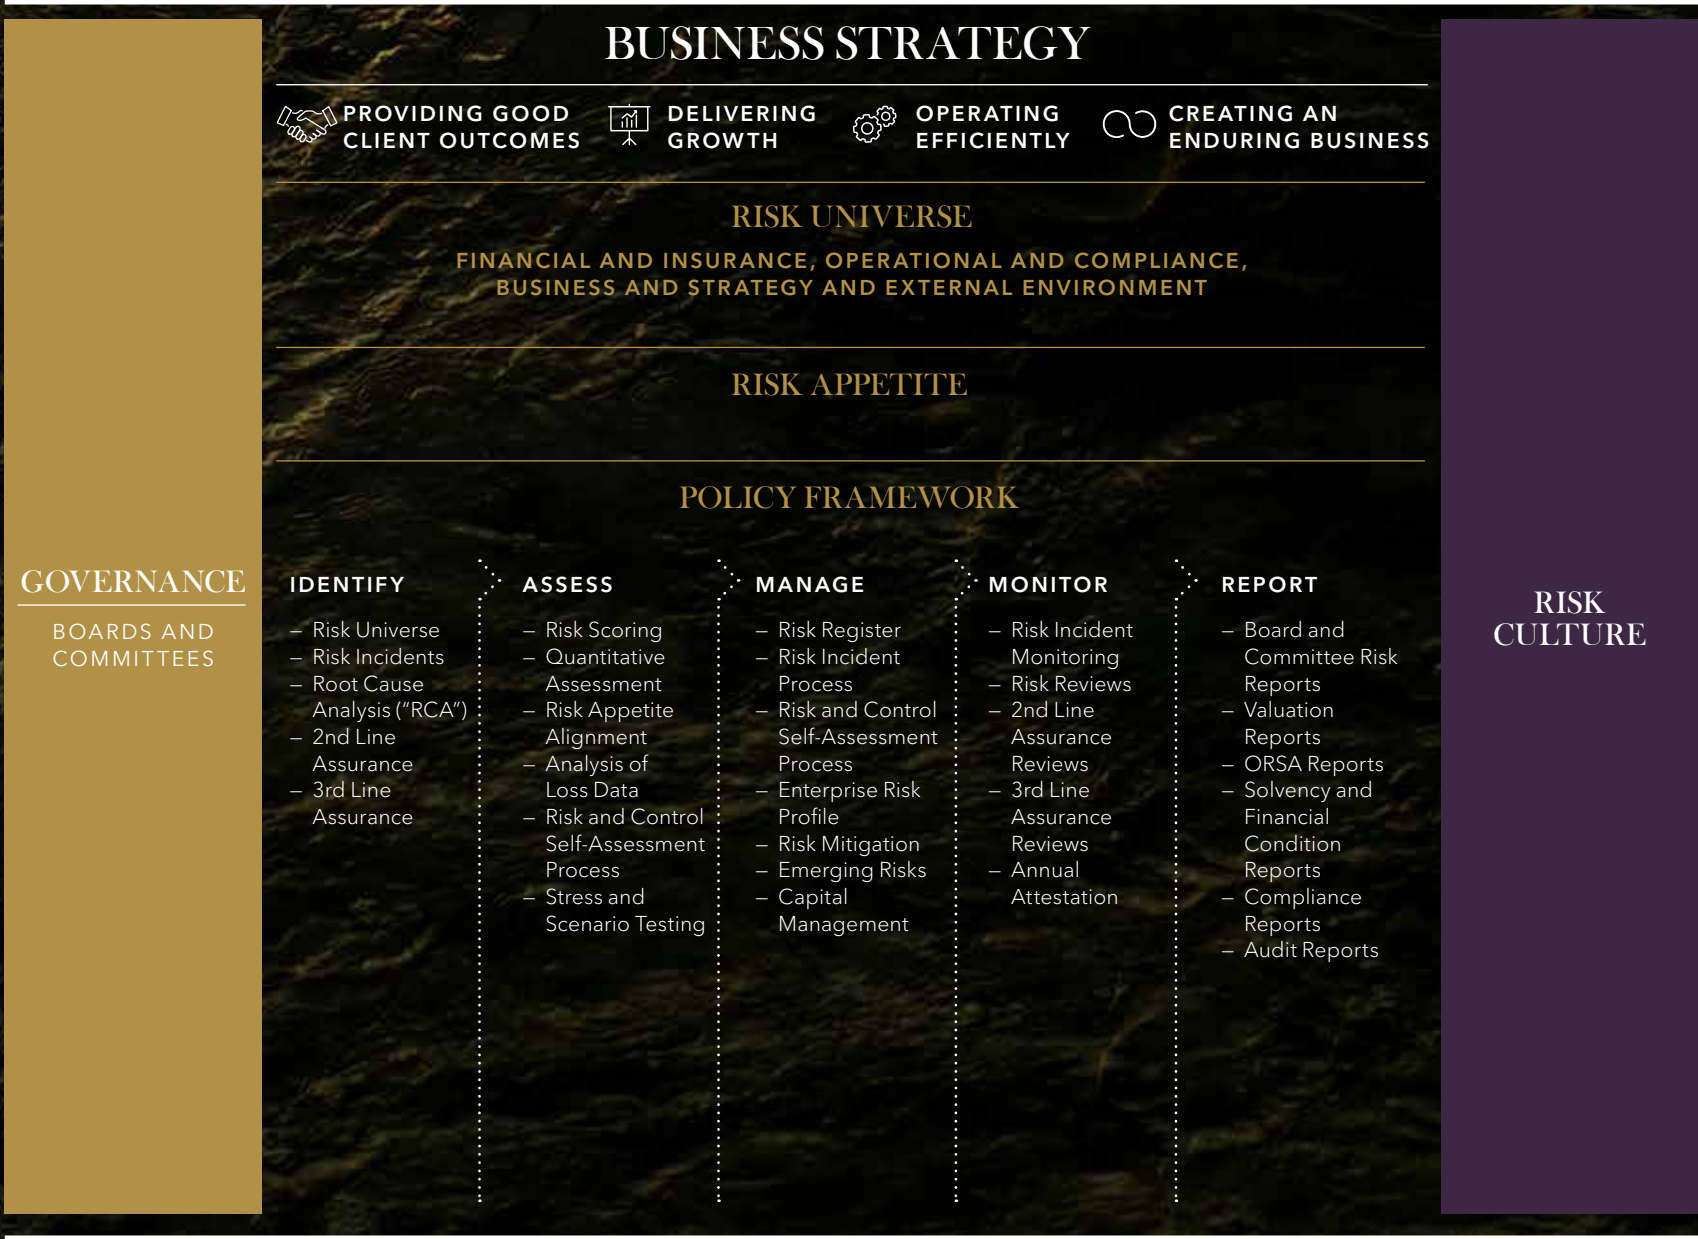 BUSINESS STRATEGY
PROVIDING GOOD
CLIENT OUTCOMES
DELIVERING
GROWTH
OPERATING
EFFICIENTLY
CREATING AN
ENDURING BUSINESS
RISK UNIVERSE
FINANCIAL AND INSURANCE, OPERATIONAL AND COMPLIANCE,
BUSINESS AND STRATEGY AND EXTERNAL ENVIRONMENT
RISK APPETITE
POLICY FRAMEWORK
GOVERNANCE
BOARDS AND
COMMITTEES
IDENTIFY
– Risk Universe
– Risk Incidents
– Root Cause
Analysis (“RCA”)
– 2nd Line
Assurance
– 3rd Line
Assurance
ASSESS
– Risk Scoring
– Quantitative
Assessment
– Risk Appetite
Alignment
– Analysis of
Loss Data
– Risk and Control
Self-Assessment
Process
– Stress and
Scenario Testing
MANAGE
– Risk Register
– Risk Incident
Process
– Risk and Control
Self-Assessment
Process
– Enterprise Risk
Profile
– Risk Mitigation
– Emerging Risks
– Capital
Management
MONITOR
– Risk Incident
Monitoring
– Risk Reviews
– 2nd Line
Assurance
Reviews
– 3rd Line
Assurance
Reviews
– Annual
Attestation
REPORT
– Board and
Committee Risk
Reports
– Valuation
Reports
– ORSA Reports
– Solvency and
Financial
Condition
Reports
– Compliance
Reports
– Audit Reports
RISK
CULTURE